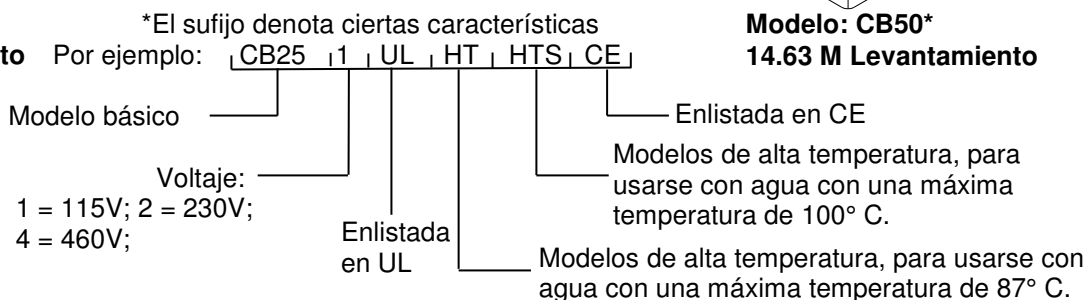 *El sufijo denota ciertas características
Modelo: CB50*
to Por ejemplo: CB25 1 UL HT HTS CE
14.63 M Levantamiento
Modelo básico
Enlistada en CE
Voltaje:
1 = 115V; 2 = 230V;
4 = 460V;
Enlistada
en UL
Modelos de alta temperatura, para
usarse con agua con una máxima
temperatura de 100° C.
Modelos de alta temperatura, para usarse con
agua con una máxima temperatura de 87° C.